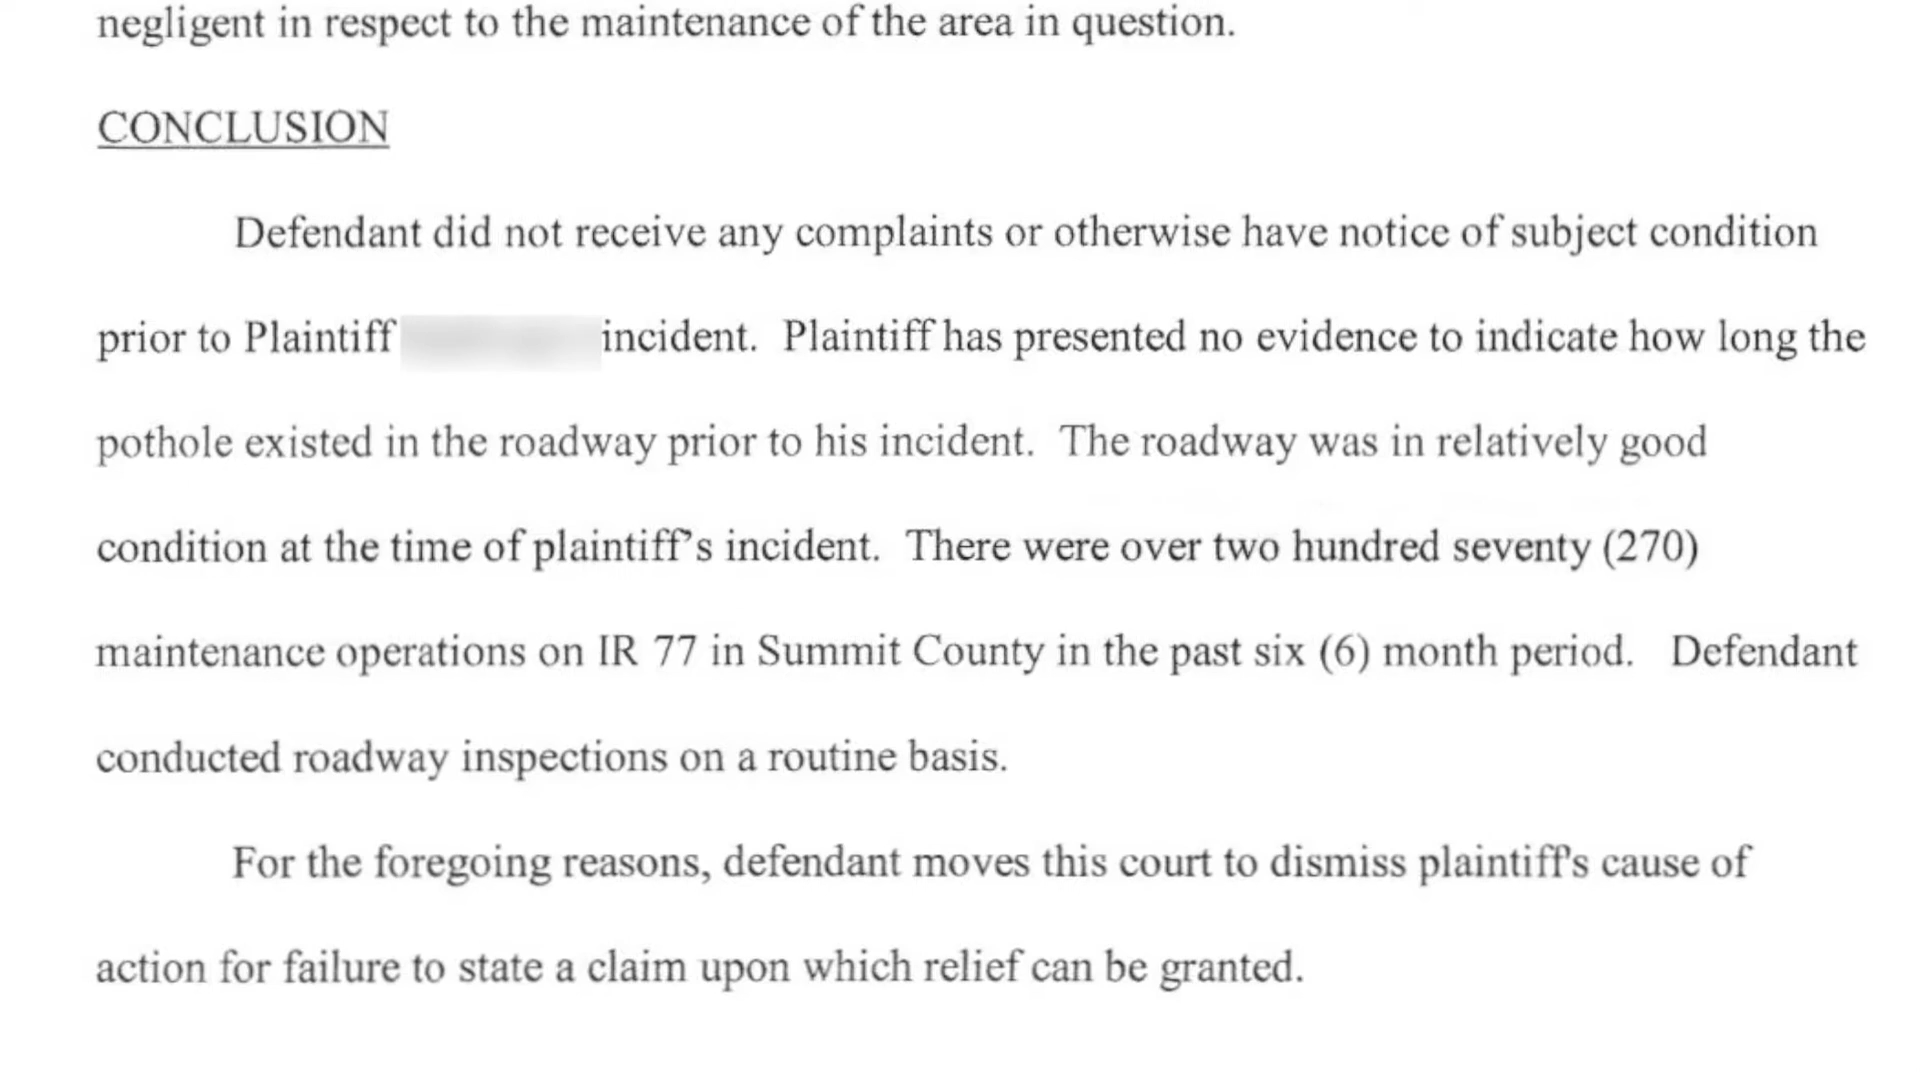 negligent in respect to the maintenance of the area in question.
CONCLUSION
Defendant did not receive any complaints or otherwise have notice of subject condition
prior to Plaintiff incident. Plaintiff has presented no evidence to indicate how long the
pothole existed in the roadway prior to his incident. The roadway was in relatively good
condition at the time of plaintiff's incident. There were over two hundred seventy (270)
maintenance operations on IR 77 in Summit County in the past six (6) month period. Defendant
conducted roadway inspections on a routine basis.
For the foregoing reasons, defendant moves this court to dismiss plaintiff's cause of
action for failure to state a claim upon which relief can be granted.